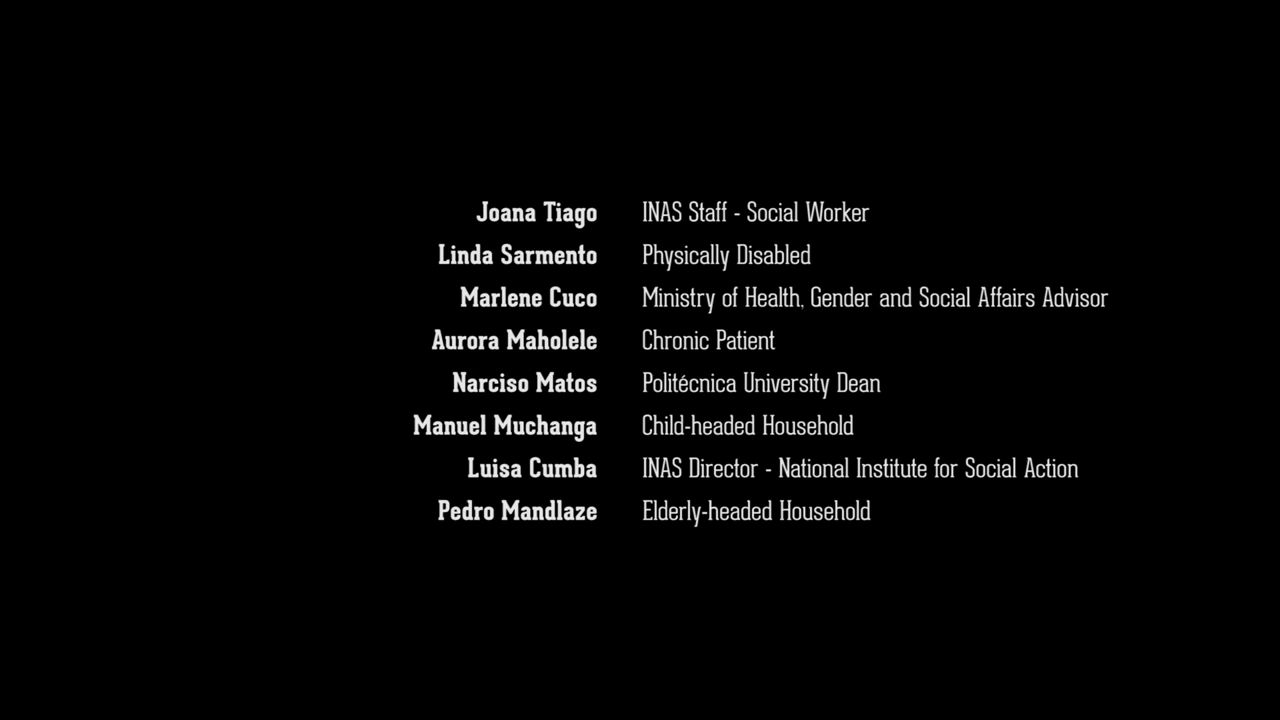 Joana Tiago INAS Staff - Social Worker
Linda Sarmento Physically Disabled
Marlene Cuco Ministry of Health, Gender and Social Affairs Advisor
Aurora Maholele Chronic Patient
Narciso Matos Politécnica University Dean
Manuel Muchanga Child-headed Household
Luisa Cumba INAS Director - National Institute for Social Action
Pedro Mandlaze Elderly-headed Household